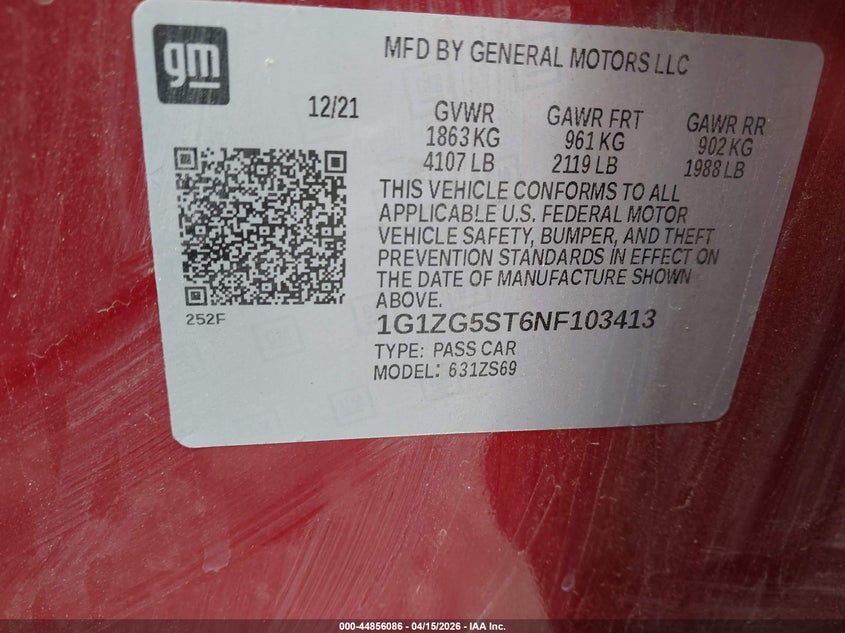 gm
MFD BY GENERAL MOTORS LLC
12/21
GVWR
1863 KG
4107 LB
GAWR FRT
961 KG
2119 LB
GAWR RR
902 KG
1988 LB
THIS VEHICLE CONFORMS TO ALL
APPLICABLE U.S. FEDERAL MOTOR
VEHICLE SAFETY, BUMPER, AND THEFT
PREVENTION STANDARDS IN EFFECT ON
THE DATE OF MANUFACTURE SHOWN
ABOVE.
252F
1G1ZG5ST6NF103413
TYPE: PASS CAR
MODEL: 631ZS69
000-44856086 - 04/15/2026 - IAA Inc.